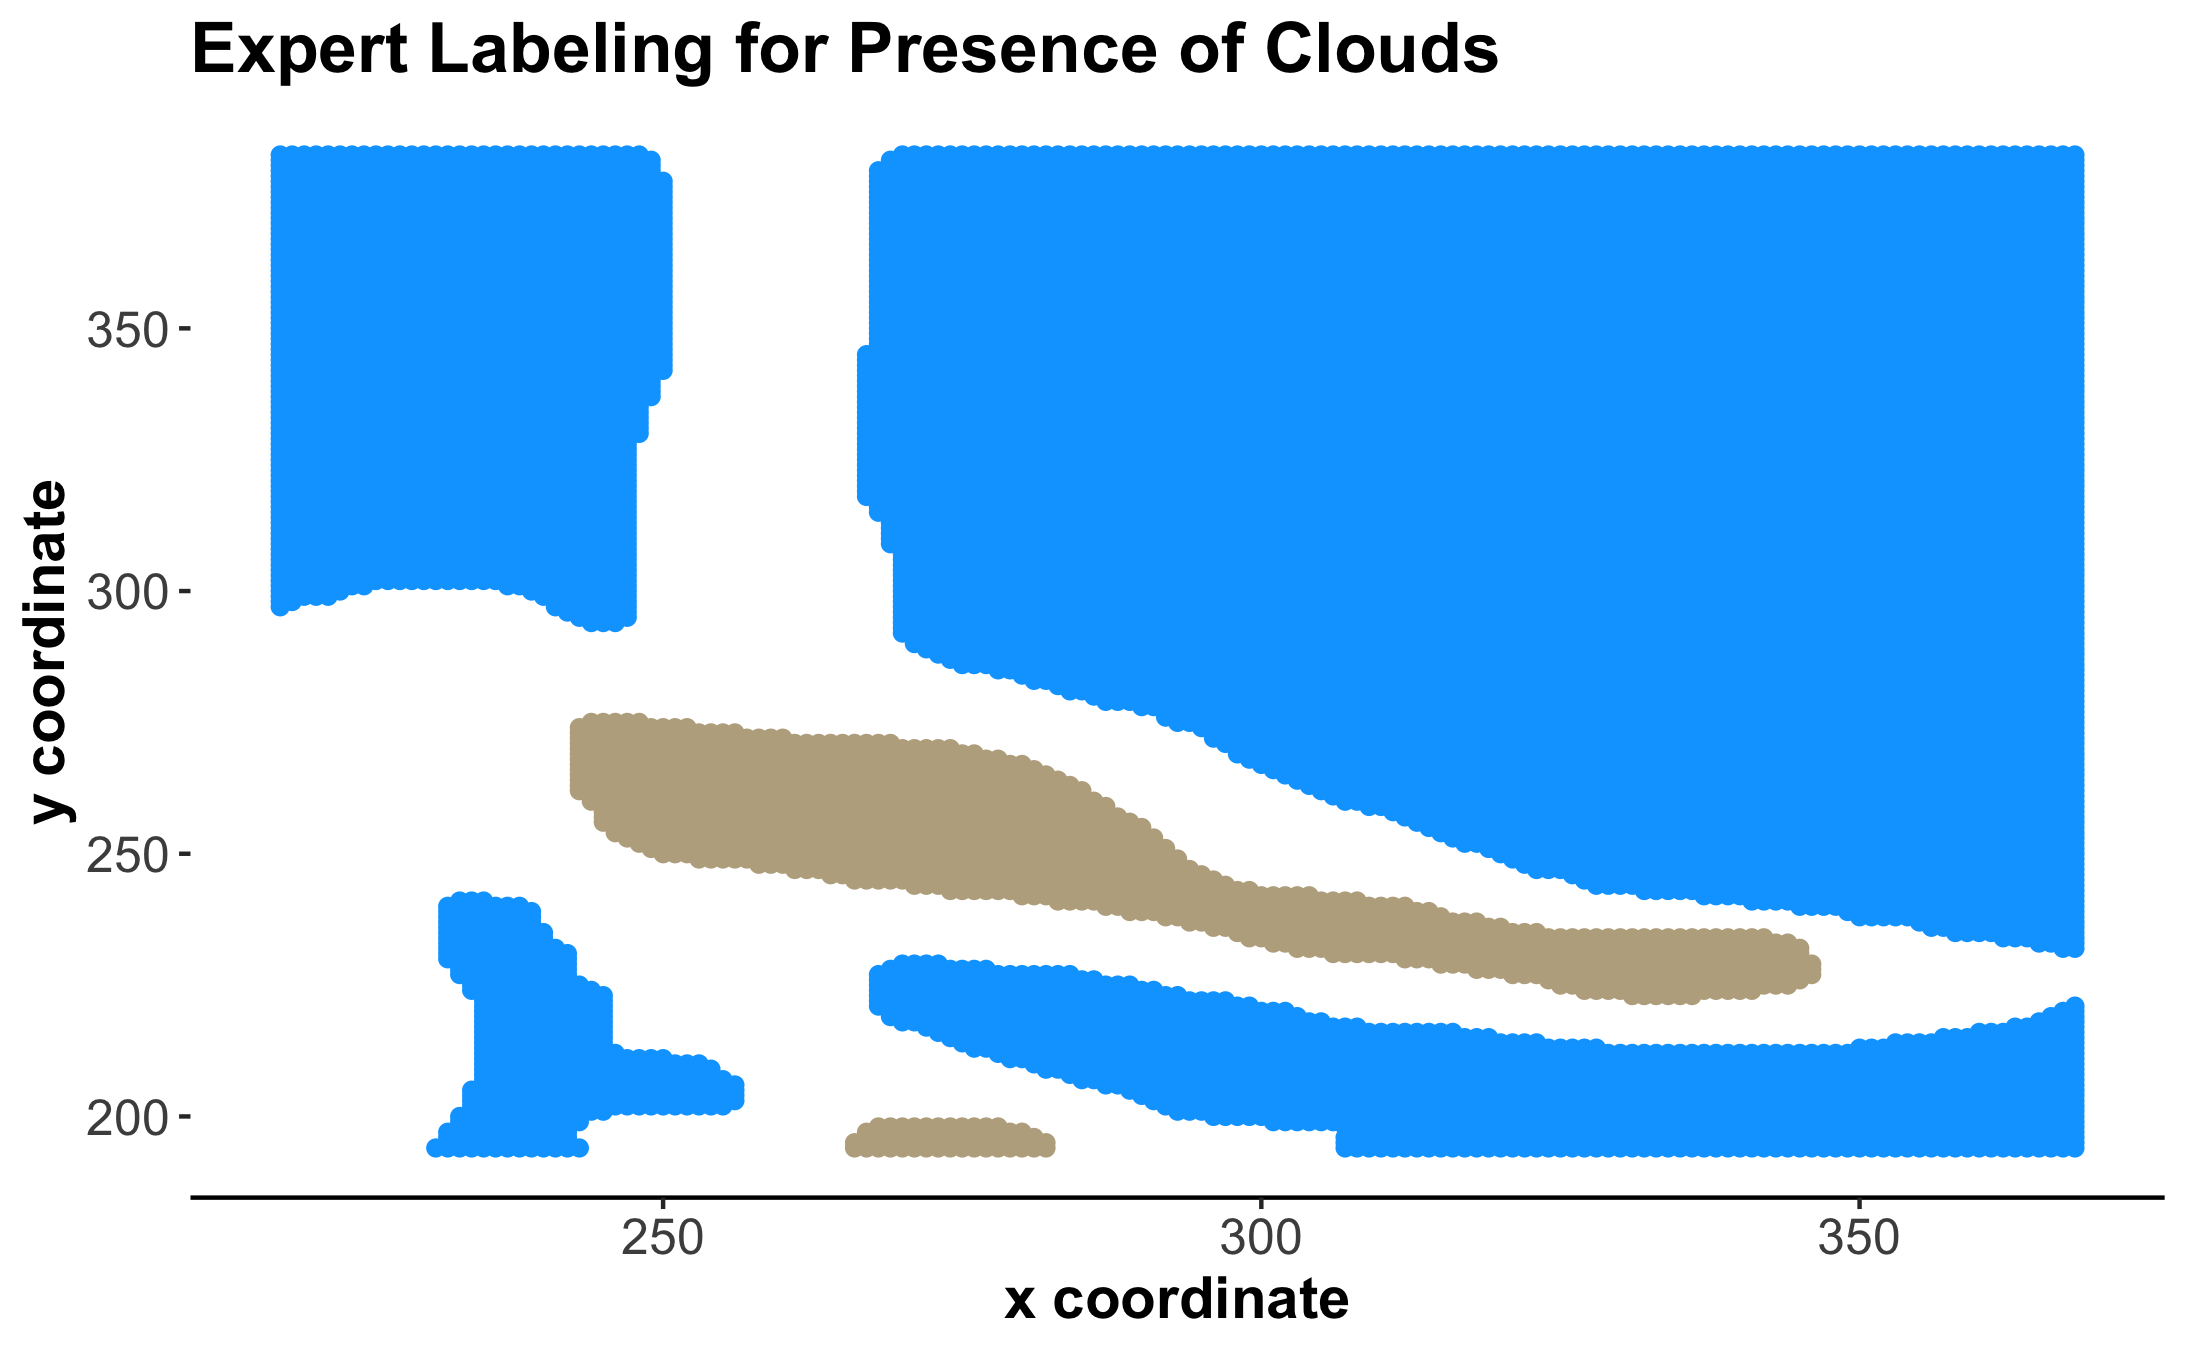 Expert Labeling for Presence of Clouds
y coordinate
350
300
250
200
250 300 350
x coordinate